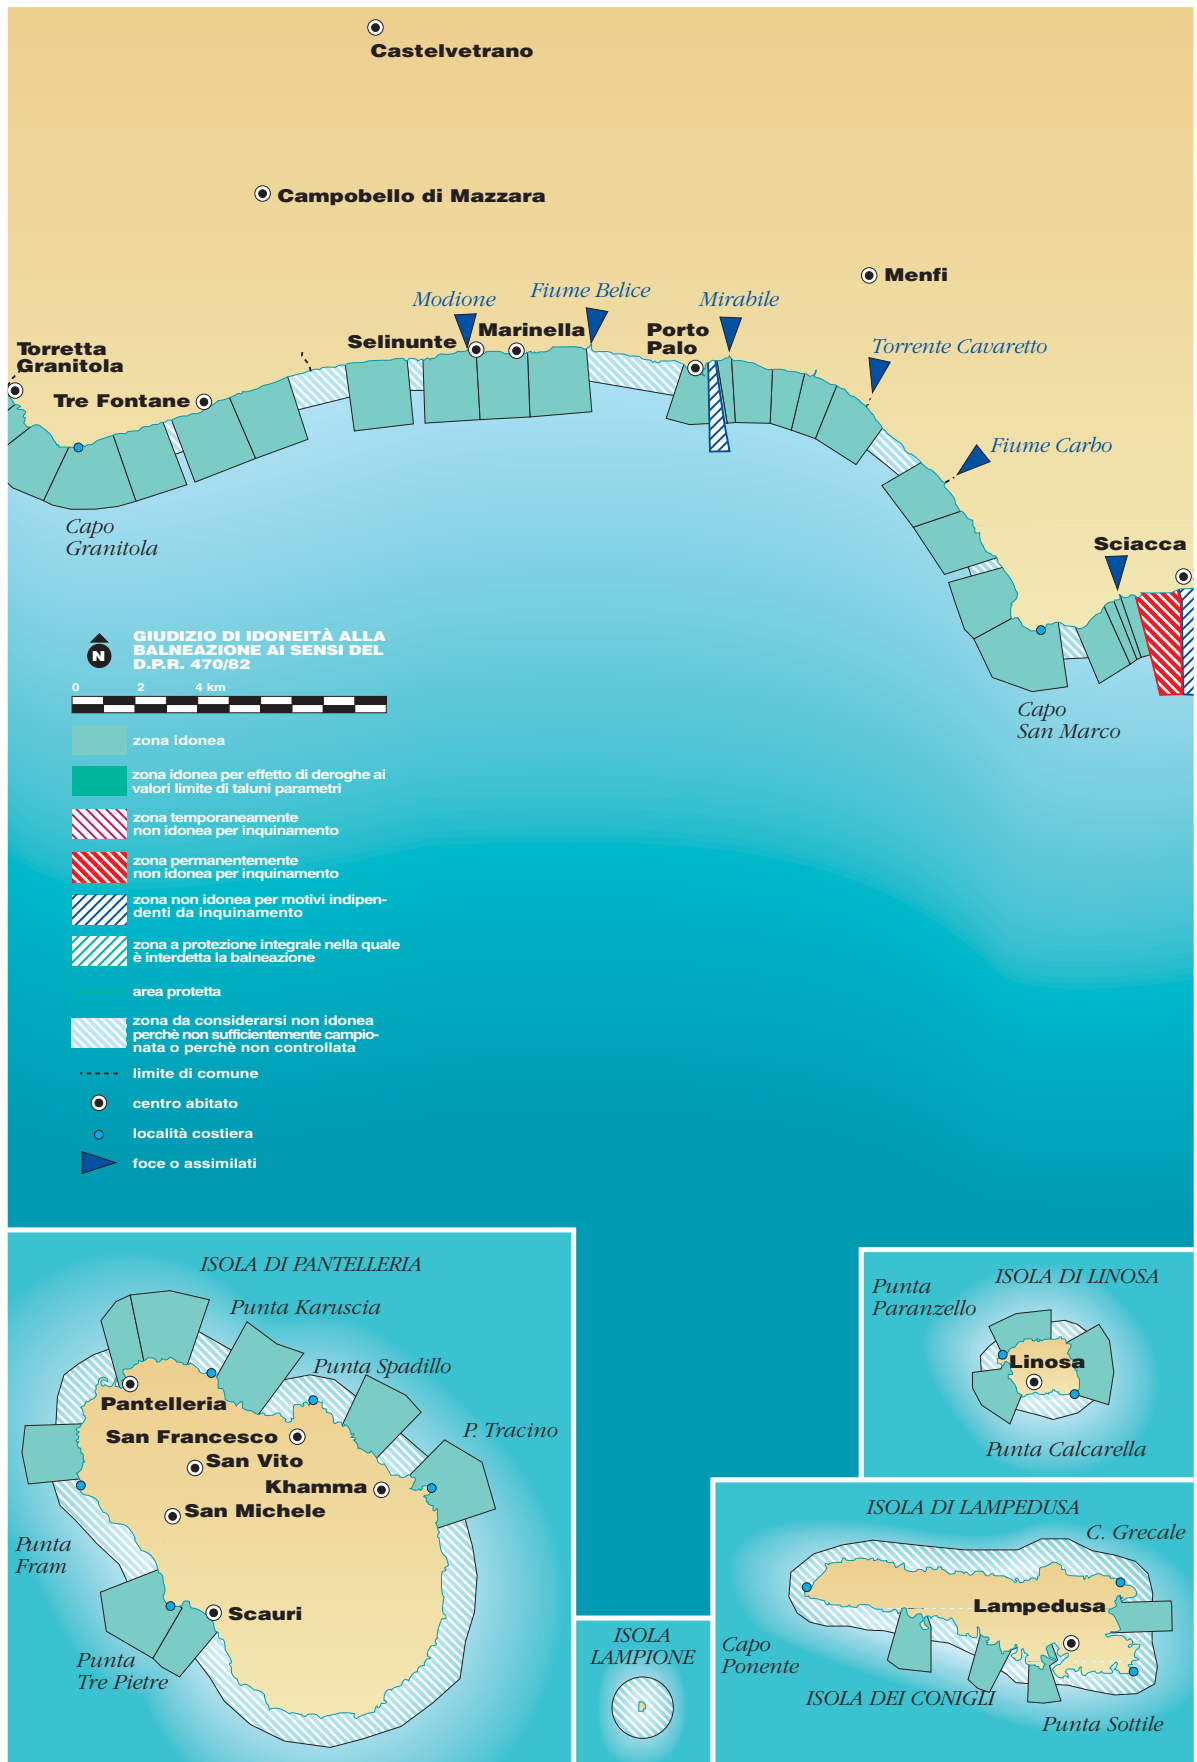 Castelvetrano
Campobello di Mazzara
Menfi
Fiume Belice
Modione
Mirabile
Marinella
Porto
Palo
Selinunte
Torretta
Granitola
Torrente Cavaretto
Tre Fontane
Fiume Carbo
Capo
Granitola
Sciacca
Capo
San Marco
N
GIUDIZIO DI IDONEITÀ ALLA
BALNEAZIONE AI SENSI DEL
D.P.R. 470/82
0 2 4 km
zona idonea
zona idonea per effetto di deroghe ai
valori limite di taluni parametri
zona temporaneamente
non idonea per inquinamento
zona permanentemente
non idonea per inquinamento
zona non idonea per motivi indipen-
denti da inquinamento
zona a protezione integrale nella quale
è interdetta la balneazione
area protetta
zona da considerarsi non idonea
perchè non sufficientemente campio-
nata o perchè non controllata
limite di comune
centro abitato
località costiera
foce o assimilati
ISOLA DI PANTELLERIA
Punta Karuscia
Punta Spadillo
Pantelleria
P. Tracino
San Francesco
San Vito
Khamma
San Michele
Punta
Fram
Scauri
Punta
Tre Pietre
ISOLA DI LINOSA
Punta
Paranzello
Linosa
Punta Calcarella
ISOLA DI LAMPEDUSA
C. Grecale
Lampedusa
Capo
Ponente
ISOLA DEI CONIGLI
Punta Sottile
ISOLA
LAMPIONE